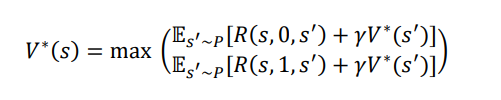 V*(s) = max (𝔼_{s'~P}[R(s, 0, s') + γV*(s')]
𝔼_{s'~P}[R(s, 1, s') + γV*(s')])